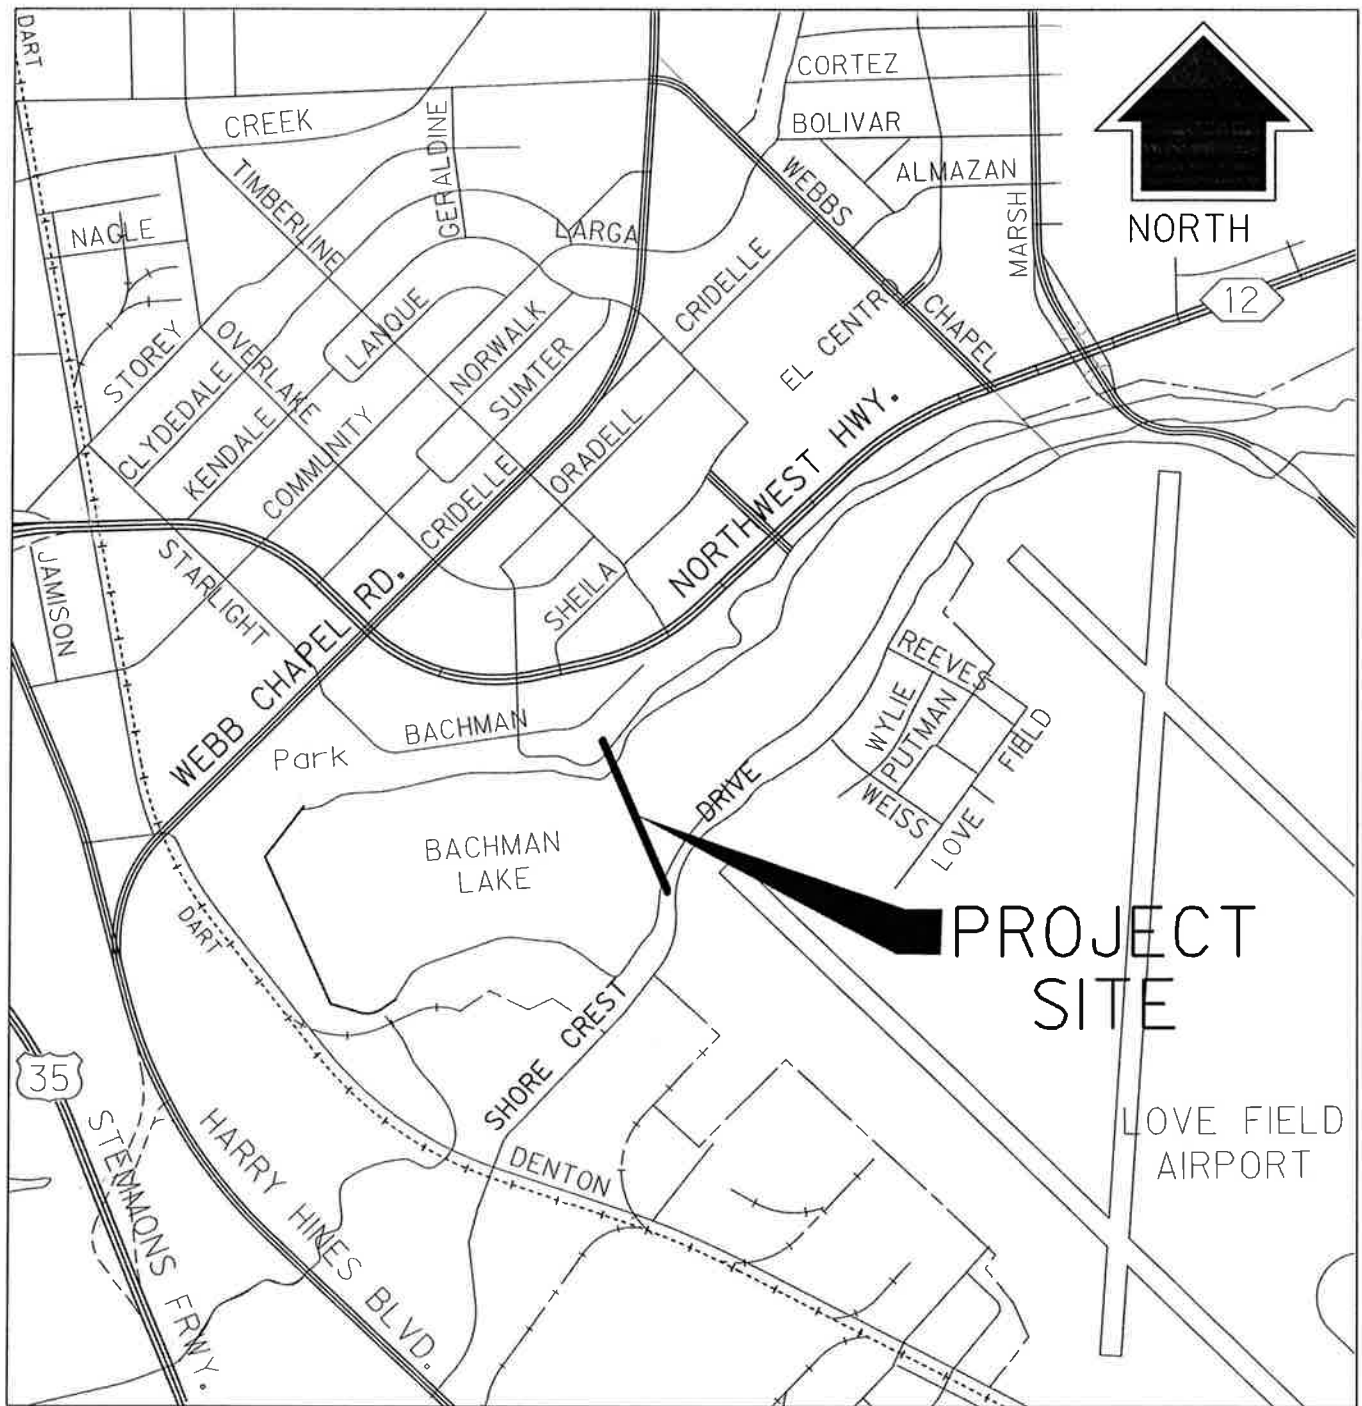 DART
CORTEZ
CREEK
GERALDINE
BOLIVAR
TIMBERLINE
WEBBS
ALMAZAN
NAGLE
LARGA
MARSH
NORTH
CRIDELLE
12
STOREY
OVERLAKE
LANQUE
NORWALK
EL CENTRO
CHAPEL
CLYDEDALE
SUMTER
KENDALE
COMMUNITY
CRIDELLE
ORADELL
NORTHWEST HWY.
JAMISON
STARLIGHT
SHEILA
WEBB CHAPEL RD.
REEVES
WYLIE
PUTMAN
BACHMAN
Park
LOVE FIELD
WEISS
DRIVE
BACHMAN
LAKE
DART
PROJECT
SITE
SHORE CREST
35
STEMMONS FRWY.
HARRY HINES BLVD.
DENTON
LOVE FIELD
AIRPORT